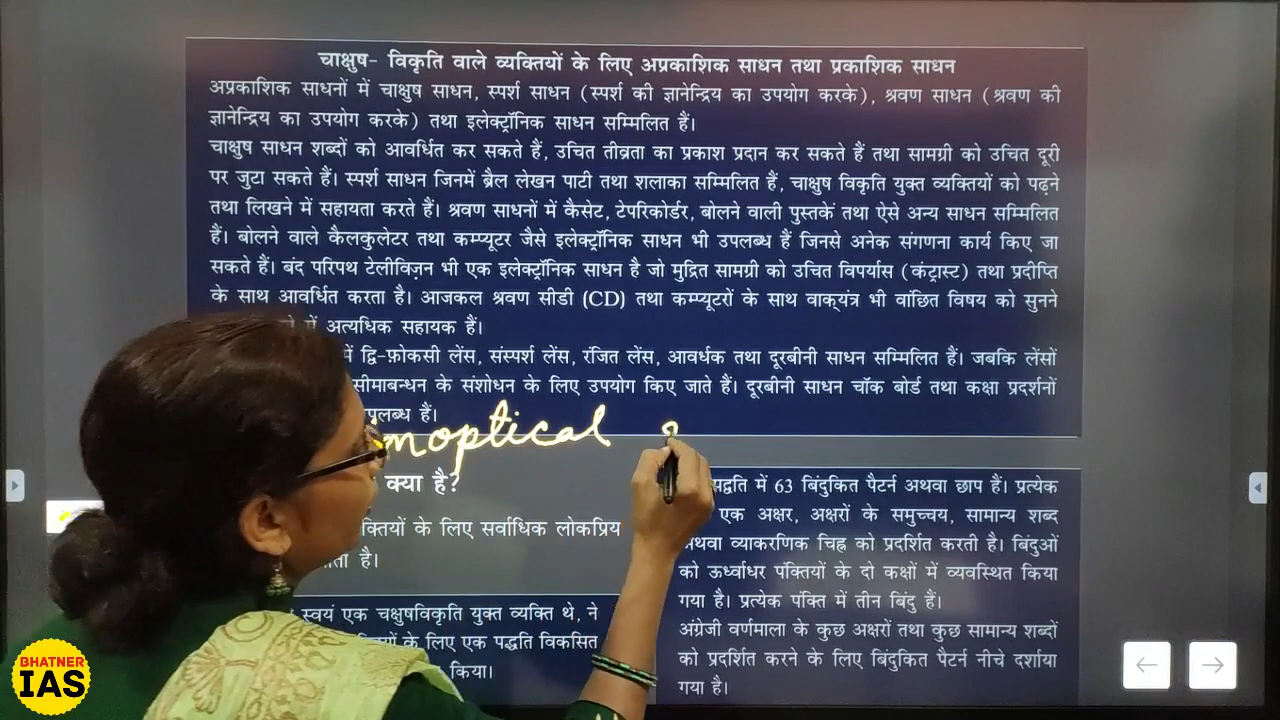 चाक्षुष- विकृति वाले व्यक्तियों के लिए अप्रकाशिक साधन तथा प्रकाशिक साधन
अप्रकाशिक साधनों में चाक्षुष साधन, स्पर्श साधन (स्पर्श की ज्ञानेन्द्रिय का उपयोग करके), श्रवण साधन (श्रवण की
ज्ञानेन्द्रिय का उपयोग करके) तथा इलेक्ट्रॉनिक साधन सम्मिलित हैं।
चाक्षुष साधन शब्दों को आवर्धित कर सकते हैं, उचित तीव्रता का प्रकाश प्रदान कर सकते हैं तथा सामग्री को उचित दूरी
पर जुटा सकते हैं। स्पर्श साधन जिनमें ब्रैल लेखन पाटी तथा शलाका सम्मिलित हैं, चाक्षुष विकृति युक्त व्यक्तियों को पढ़ने
तथा लिखने में सहायता करते हैं। श्रवण साधनों में कैसेट, टेपरिकोर्डर, बोलने वाली पुस्तकें तथा ऐसे अन्य साधन सम्मिलित
हैं। बोलने वाले कैलकुलेटर तथा कम्प्यूटर जैसे इलेक्ट्रॉनिक साधन भी उपलब्ध हैं जिनसे अनेक संगणना कार्य किए जा
सकते हैं। बंद परिपथ टेलीविज़न भी एक इलेक्ट्रॉनिक साधन है जो मुद्रित सामग्री को उचित विपर्यास (कंट्रास्ट) तथा प्रदीप्ति
के साथ आवर्धित करता है। आजकल श्रवण सीडी (CD) तथा कम्प्यूटरों के साथ वाक्‌यंत्र भी वांछित विषय को सुनने
में अत्यधिक सहायक हैं।
में द्वि-फ़ोकसी लेंस, संस्पर्श लेंस, रंजित लेंस, आवर्धक तथा दूरबीनी साधन सम्मिलित हैं। जबकि लेंसों
सीमाबन्धन के संशोधन के लिए उपयोग किए जाते हैं। दूरबीनी साधन चॉक बोर्ड तथा कक्षा प्रदर्शनों
हैं।
optical
क्या है?
के लिए सर्वाधिक लोकप्रिय
है।
स्वयं एक चक्षुषविकृति युक्त व्यक्ति थे, ने
के लिए एक पद्धति विकसित
किया।
में 63 बिंदुकित पैटर्न अथवा छाप हैं। प्रत्येक
एक अक्षर, अक्षरों के समुच्चय, सामान्य शब्द
अथवा व्याकरणिक चिह्न को प्रदर्शित करती है। बिंदुओं
को ऊर्ध्वाधर पंक्तियों के दो कक्षों में व्यवस्थित किया
गया है। प्रत्येक पंक्ति में तीन बिंदु हैं।
अंग्रेजी वर्णमाला के कुछ अक्षरों तथा कुछ सामान्य शब्दों
को प्रदर्शित करने के लिए बिंदुकित पैटर्न नीचे दर्शाया
गया है।
BHATNER
IAS